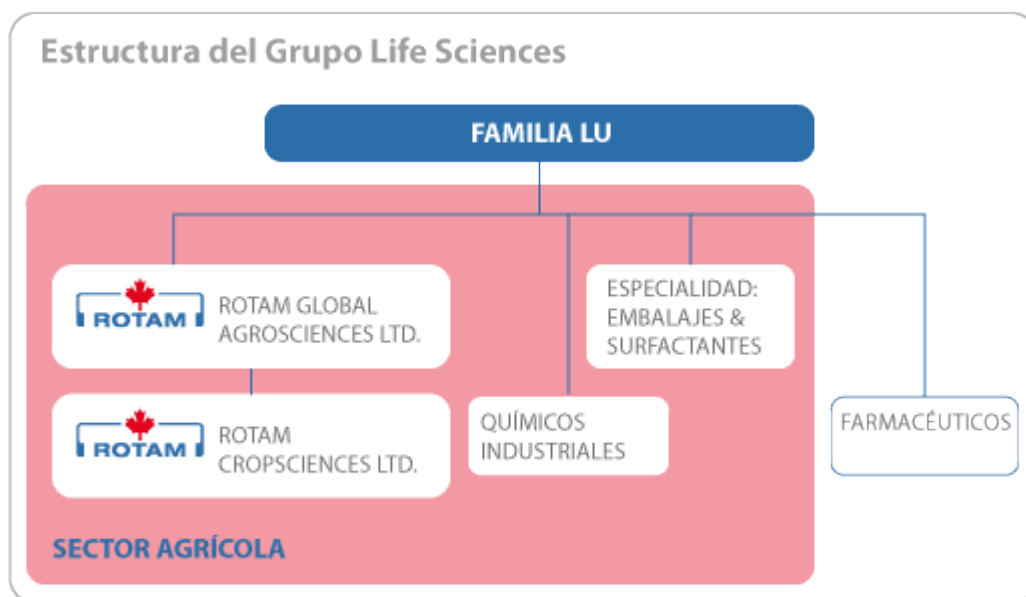 Estructura del Grupo Life Sciences
FAMILIA LU
ROTAM
ROTAM GLOBAL
AGROSCIENCES LTD.
ESPECIALIDAD:
EMBALAJES &
SURFACTANTES
ROTAM
ROTAM
CROPSCIENCES LTD.
QUÍMICOS
INDUSTRIALES
FARMACÉUTICOS
SECTOR AGRÍCOLA